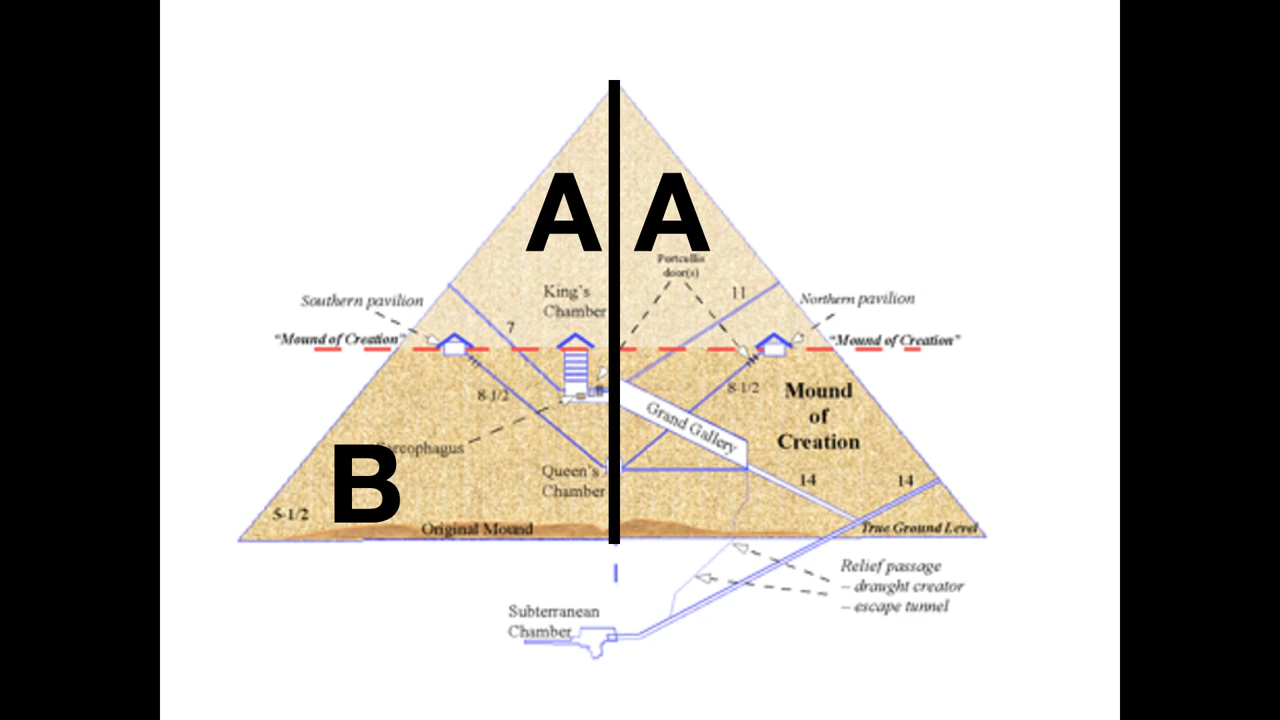 A
A
Portcullis
door(s)
King's
Chamber
11
Southern pavilion
Northern pavilion
7
"Mound of Creation"
"Mound of Creation"
8-1/2
8-1/2
Mound
of
Creation
Grand Gallery
B
Queen's
Chamber
14
14
5-1/2
Original Mound
True Ground Level
Relief passage
– draught creator
– escape tunnel
Subterranean
Chamber